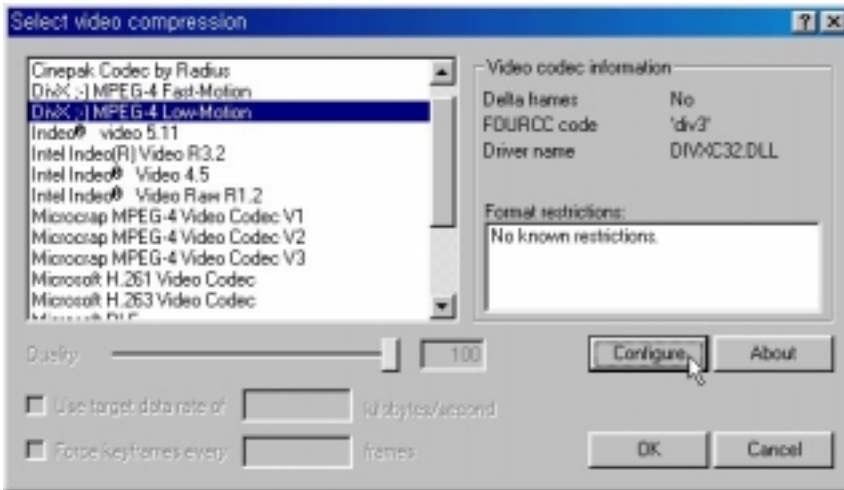 Select video compression
Cinepak Codec by Radius
DivX ;-) MPEG-4 Fast-Motion
DivX ;-) MPEG-4 Low-Motion
Indeo® video 5.11
Intel Indeo(R) Video R3.2
Intel Indeo® Video 4.5
Intel Indeo® Video Raw R1.2
Microcrap MPEG-4 Video Codec V1
Microcrap MPEG-4 Video Codec V2
Microcrap MPEG-4 Video Codec V3
Microsoft H.261 Video Codec
Microsoft H.263 Video Codec
Microsoft RLE
Video codec information
Delta frames No
FOURCC code 'div3'
Driver name DIVXC32.DLL
Format restrictions:
No known restrictions.
Quality 100
Configure
About
Use target data rate of kilobytes/second
Force keyframes every frames
OK
Cancel